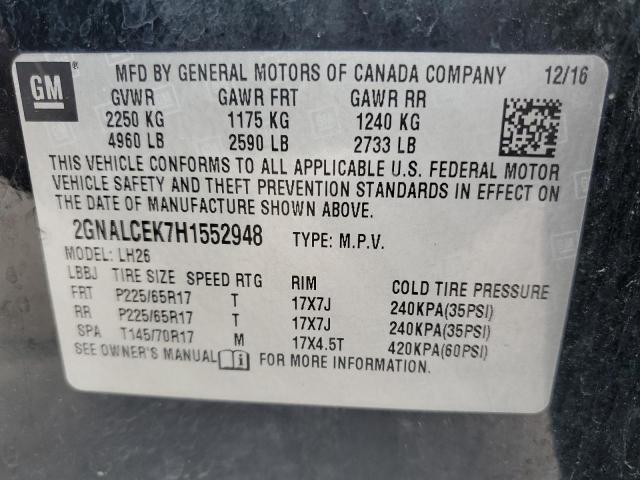 GM
MFD BY GENERAL MOTORS OF CANADA COMPANY 12/16
GVWR GAWR FRT GAWR RR
2250 KG 1175 KG 1240 KG
4960 LB 2590 LB 2733 LB
THIS VEHICLE CONFORMS TO ALL APPLICABLE U.S. FEDERAL MOTOR
VEHICLE SAFETY AND THEFT PREVENTION STANDARDS IN EFFECT ON
THE DATE OF MANUFACTURE SHOWN ABOVE.
2GNALCEK7H1552948 TYPE: M.P.V.
MODEL: LH26
LBBJ TIRE SIZE SPEED RTG RIM COLD TIRE PRESSURE
FRT P225/65R17 T 17X7J 240KPA(35PSI)
RR P225/65R17 T 17X7J 240KPA(35PSI)
SPA T145/70R17 M 17X4.5T 420KPA(60PSI)
SEE OWNER'S MANUAL i FOR MORE INFORMATION.